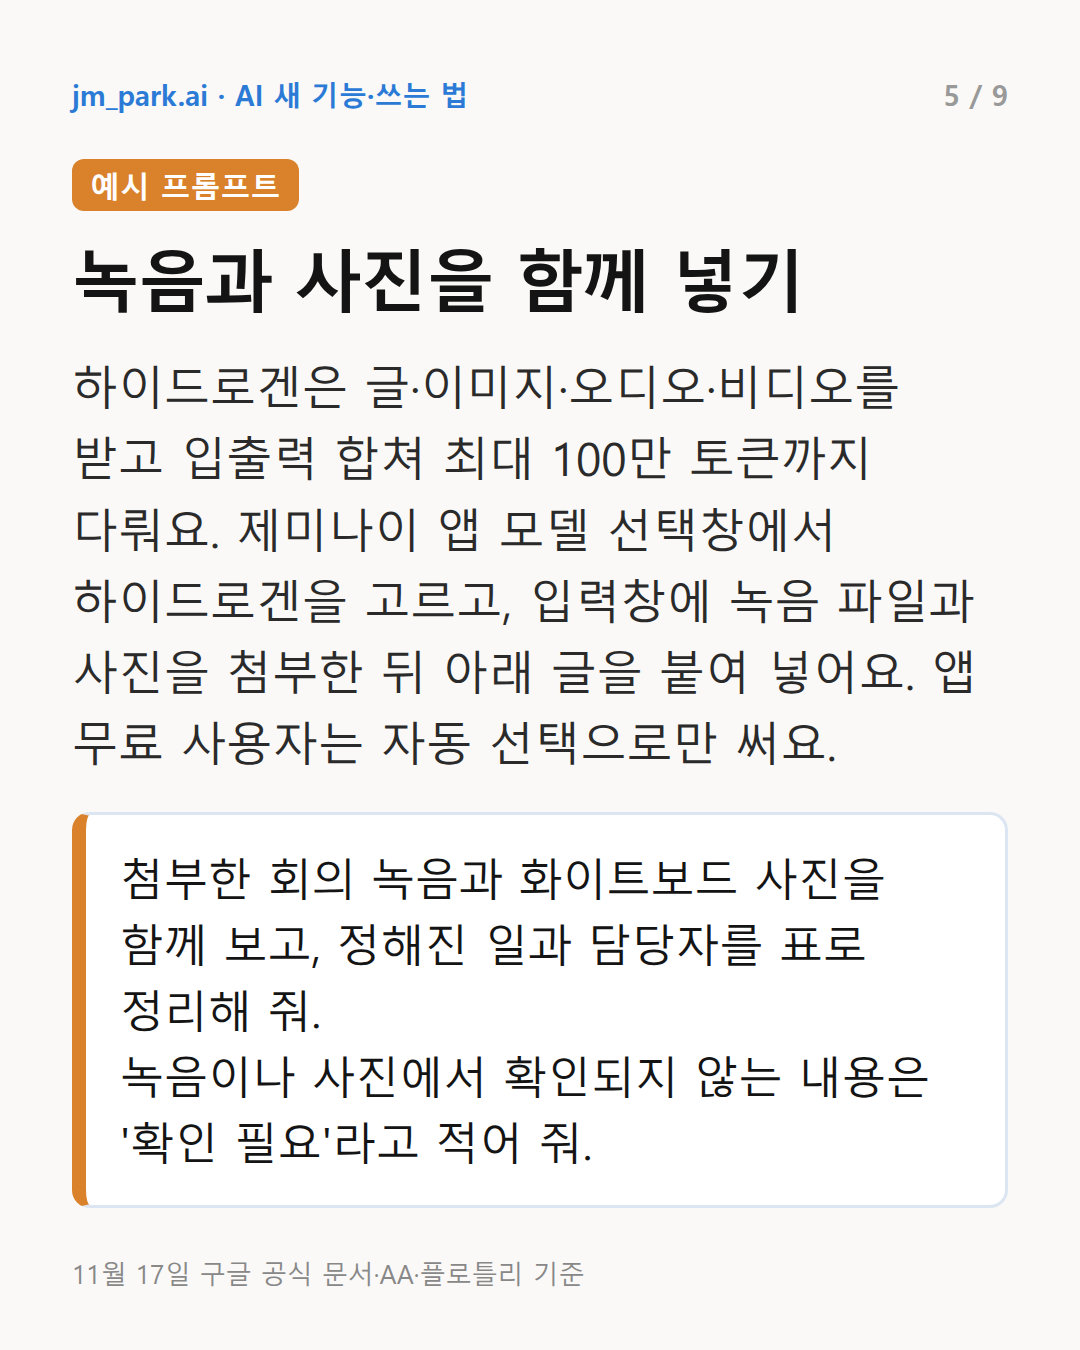 jm_park.ai · AI 새 기능·쓰는 법
5 / 9
예시 프롬프트
녹음과 사진을 함께 넣기
하이드로겐은 글·이미지·오디오·비디오를
받고 입출력 합쳐 최대 100만 토큰까지
다뤄요. 제미나이 앱 모델 선택창에서
하이드로겐을 고르고, 입력창에 녹음 파일과
사진을 첨부한 뒤 아래 글을 붙여 넣어요. 앱
무료 사용자는 자동 선택으로만 써요.
첨부한 회의 녹음과 화이트보드 사진을
함께 보고, 정해진 일과 담당자를 표로
정리해 줘.
녹음이나 사진에서 확인되지 않는 내용은
'확인 필요'라고 적어 줘.
11월 17일 구글 공식 문서·AA·플로틀리 기준